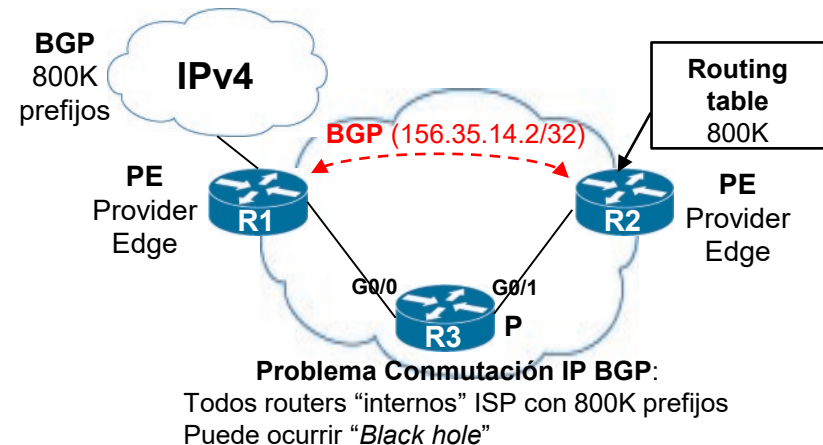 BGP
800K
prefijos
IPv4
Routing
table
800K
BGP (156.35.14.2/32)
PE
Provider
Edge
R1
R2
PE
Provider
Edge
G0/0
G0/1
R3
P
Problema Conmutación IP BGP:
Todos routers “internos” ISP con 800K prefijos
Puede ocurrir “Black hole”